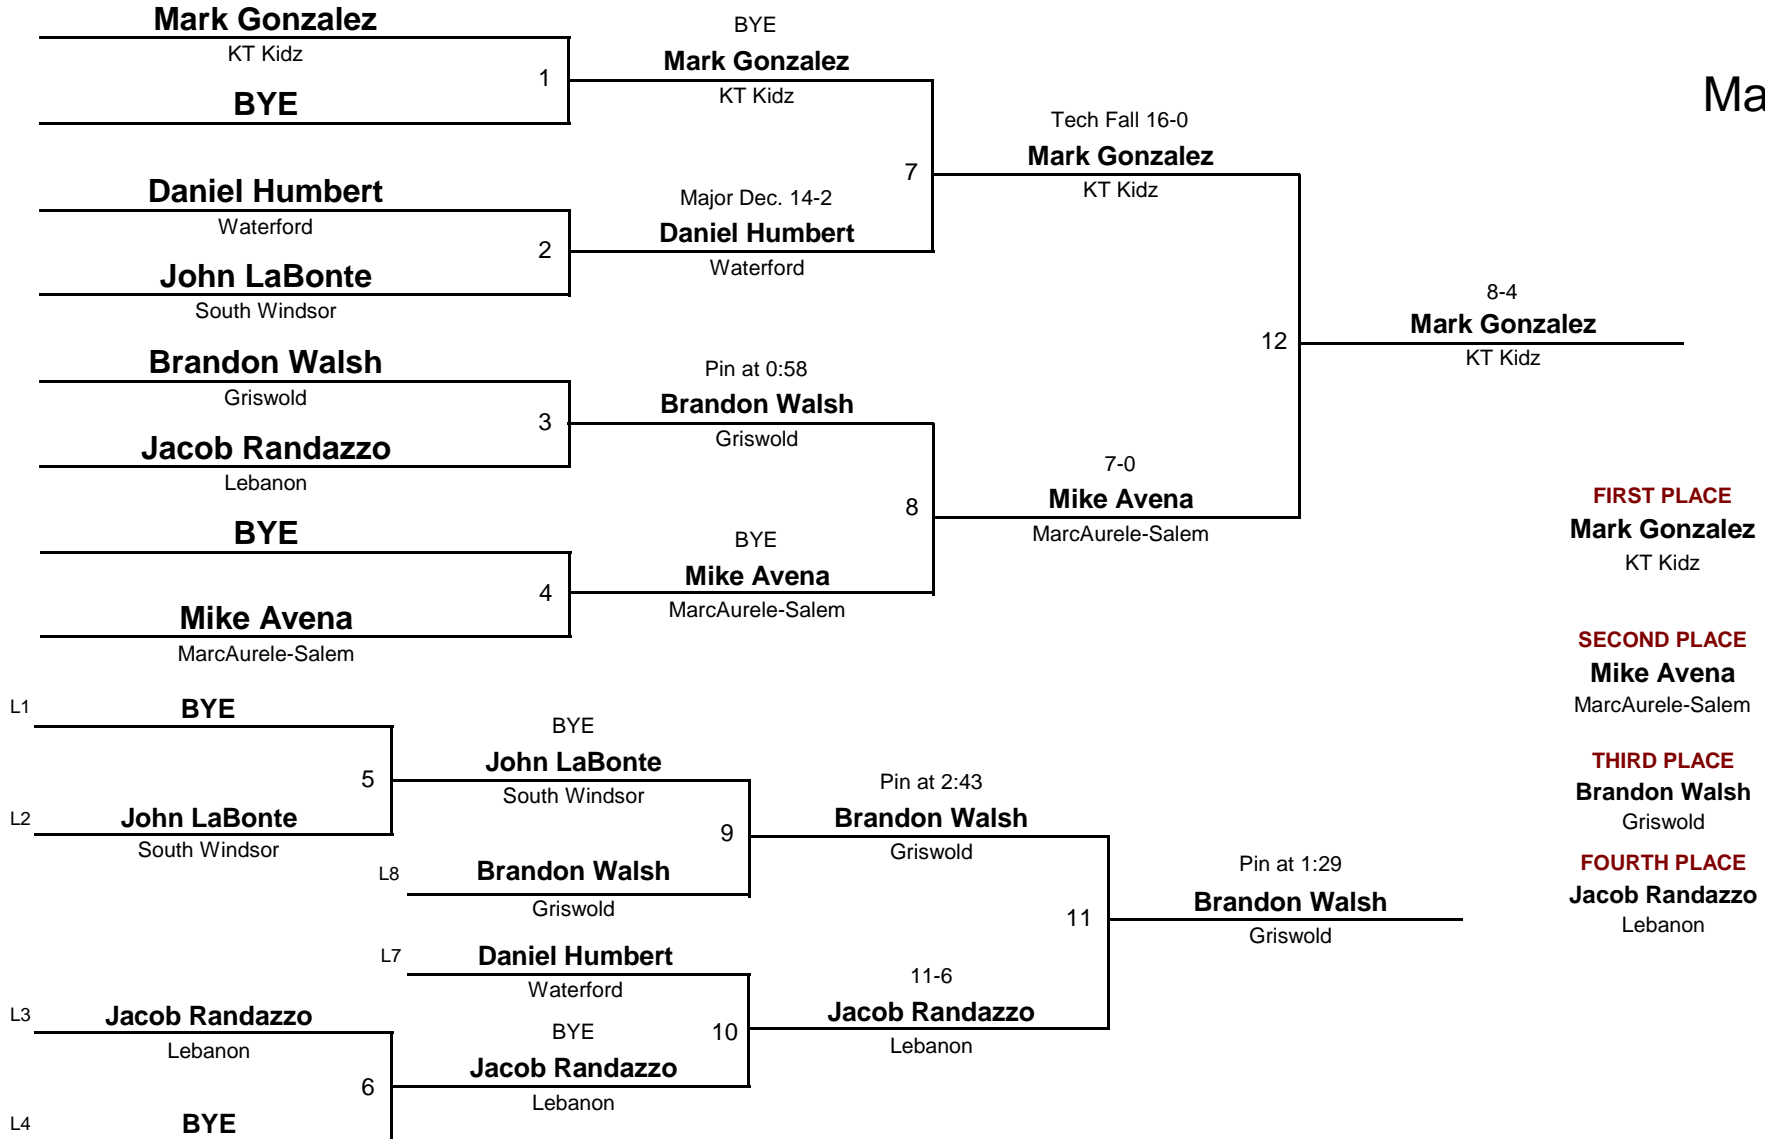 Mark Gonzalez
KT Kidz
1
BYE
BYE
Mark Gonzalez
KT Kidz
Daniel Humbert
Waterford
2
John LaBonte
South Windsor
Major Dec. 14-2
Daniel Humbert
Waterford
7
Tech Fall 16-0
Mark Gonzalez
KT Kidz
Brandon Walsh
Griswold
3
Jacob Randazzo
Lebanon
Pin at 0:58
Brandon Walsh
Griswold
BYE
4
Mike Avena
MarcAurele-Salem
BYE
Mike Avena
MarcAurele-Salem
8
7-0
Mike Avena
MarcAurele-Salem
12
8-4
Mark Gonzalez
KT Kidz
Ma
FIRST PLACE
Mark Gonzalez
KT Kidz
SECOND PLACE
Mike Avena
MarcAurele-Salem
THIRD PLACE
Brandon Walsh
Griswold
FOURTH PLACE
Jacob Randazzo
Lebanon
L1
BYE
5
L2
John LaBonte
South Windsor
BYE
John LaBonte
South Windsor
9
L8
Brandon Walsh
Griswold
Pin at 2:43
Brandon Walsh
Griswold
L7
Daniel Humbert
Waterford
10
L3
Jacob Randazzo
Lebanon
6
L4
BYE
BYE
Jacob Randazzo
Lebanon
11-6
Jacob Randazzo
Lebanon
11
Pin at 1:29
Brandon Walsh
Griswold